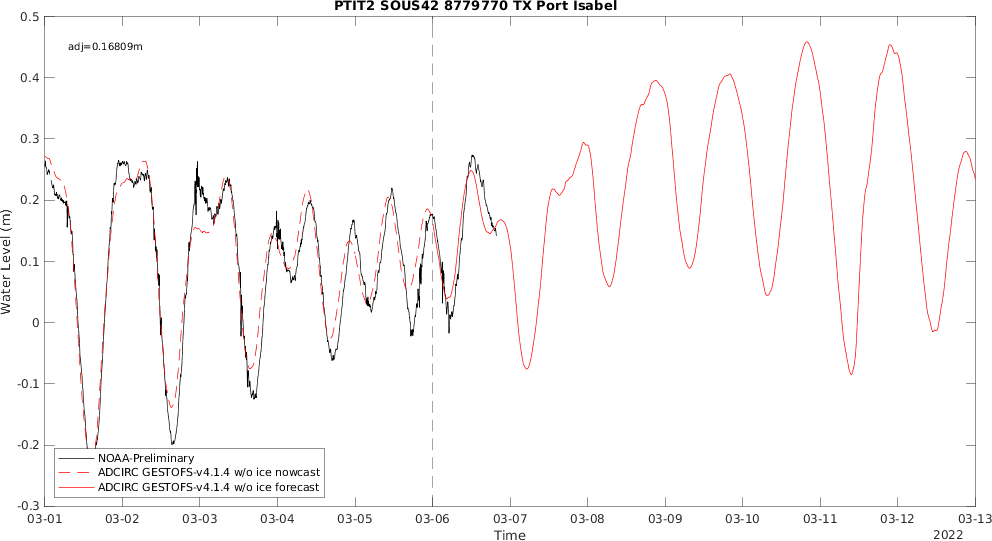 PTIT2 SOUS42 8779770 TX Port Isabel
adj=0.16809m
Water Level (m)
0.5
0.4
0.3
0.2
0.1
0
-0.1
-0.2
-0.3
NOAA-Preliminary
ADCIRC GESTOFS-v4.1.4 w/o ice nowcast
ADCIRC GESTOFS-v4.1.4 w/o ice forecast
03-01 03-02 03-03 03-04 03-05 03-06 03-07 03-08 03-09 03-10 03-11 03-12 03-13
Time
2022